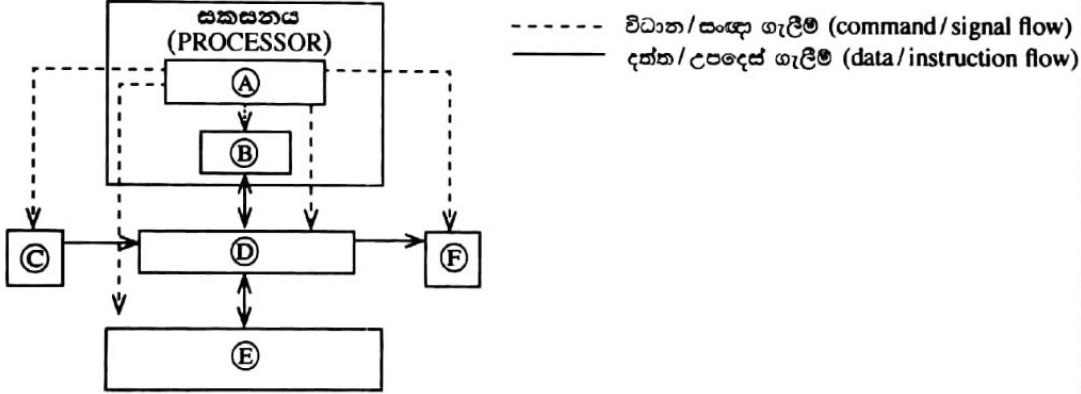 සකසනය
(PROCESSOR)
------ විධාන/සංඥා ගැලීම් (command/signal flow)
—— දත්ත/උපදෙස් ගැලීම් (data/instruction flow)
Ⓐ
Ⓑ
Ⓒ Ⓓ Ⓕ
Ⓔ